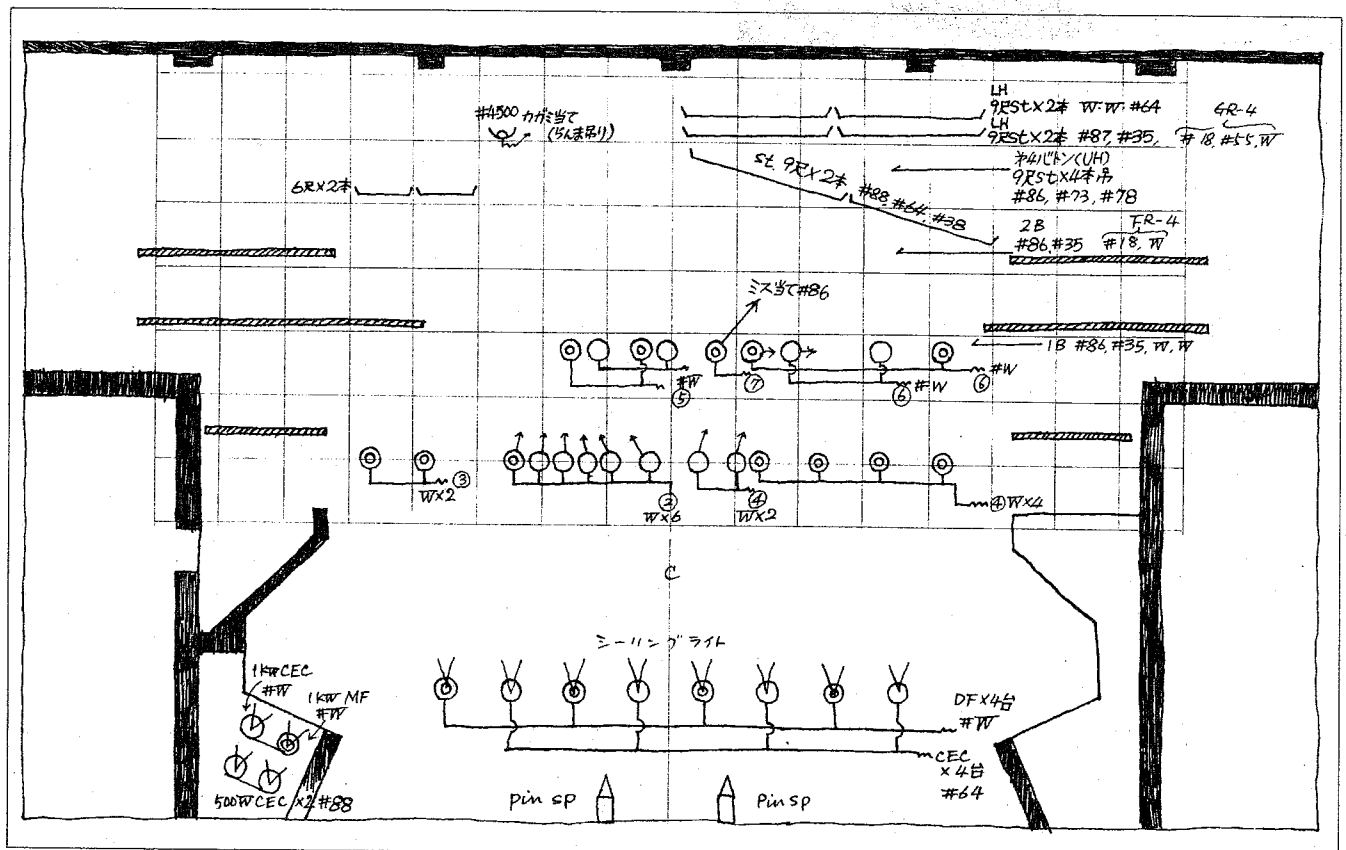 LH
9尺St×2本 W.W. #64
GR-4
LH
9尺St×2本 #87, #35, #18, #55, W
#4500 カガミ当て
(らんま吊り)
才4バトン(UH)
9尺St×4本吊
#86, #73, #78
St. 9尺×2本 #88, #64, #38
6尺×2本
2B
FR-4
#86, #35 #18, W
ミス当て#86
1B #86, #35, W, W
#W
⑤
⑦
#W
⑥
#W
⑥
③
W×2
W×6
④
W×2
④W×4
C
シーリングライト
1KW CEC
#W
1KW MF
#W
DF×4台
#W
CEC
×4台
#64
500W CEC ×2 #88
Pin SP
Pin SP